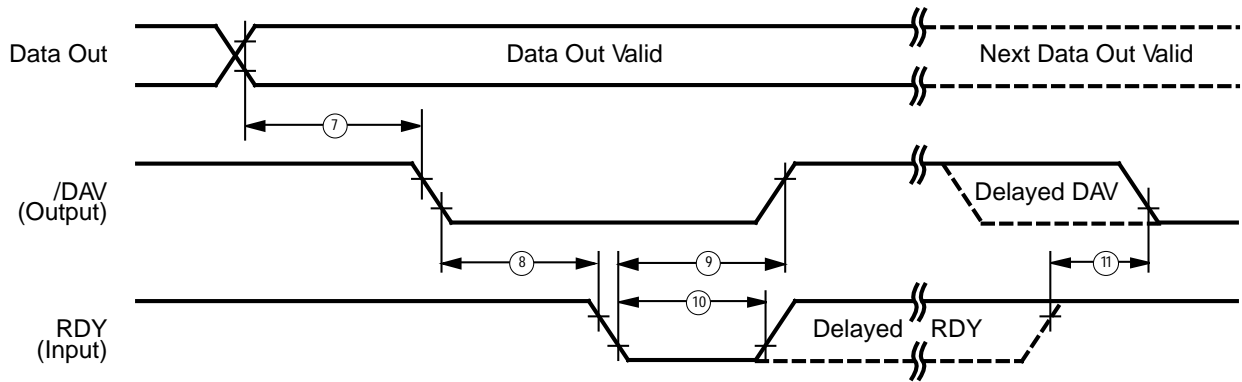 Data Out
Data Out Valid
Next Data Out Valid
7
/DAV
(Output)
Delayed DAV
8
9
11
10
RDY
(Input)
Delayed RDY